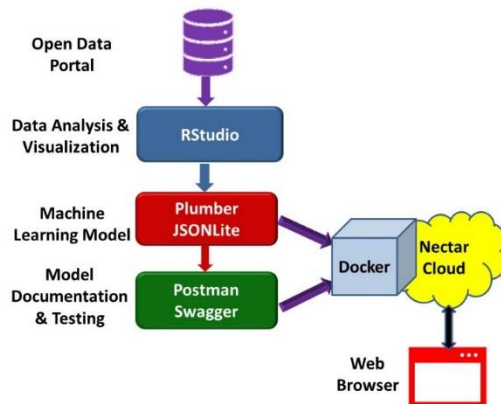 Open Data
Portal
Data Analysis &
Visualization
RStudio
Machine
Learning Model
Plumber
JSONLite
Model
Documentation
& Testing
Postman
Swagger
Docker
Nectar
Cloud
Web
Browser